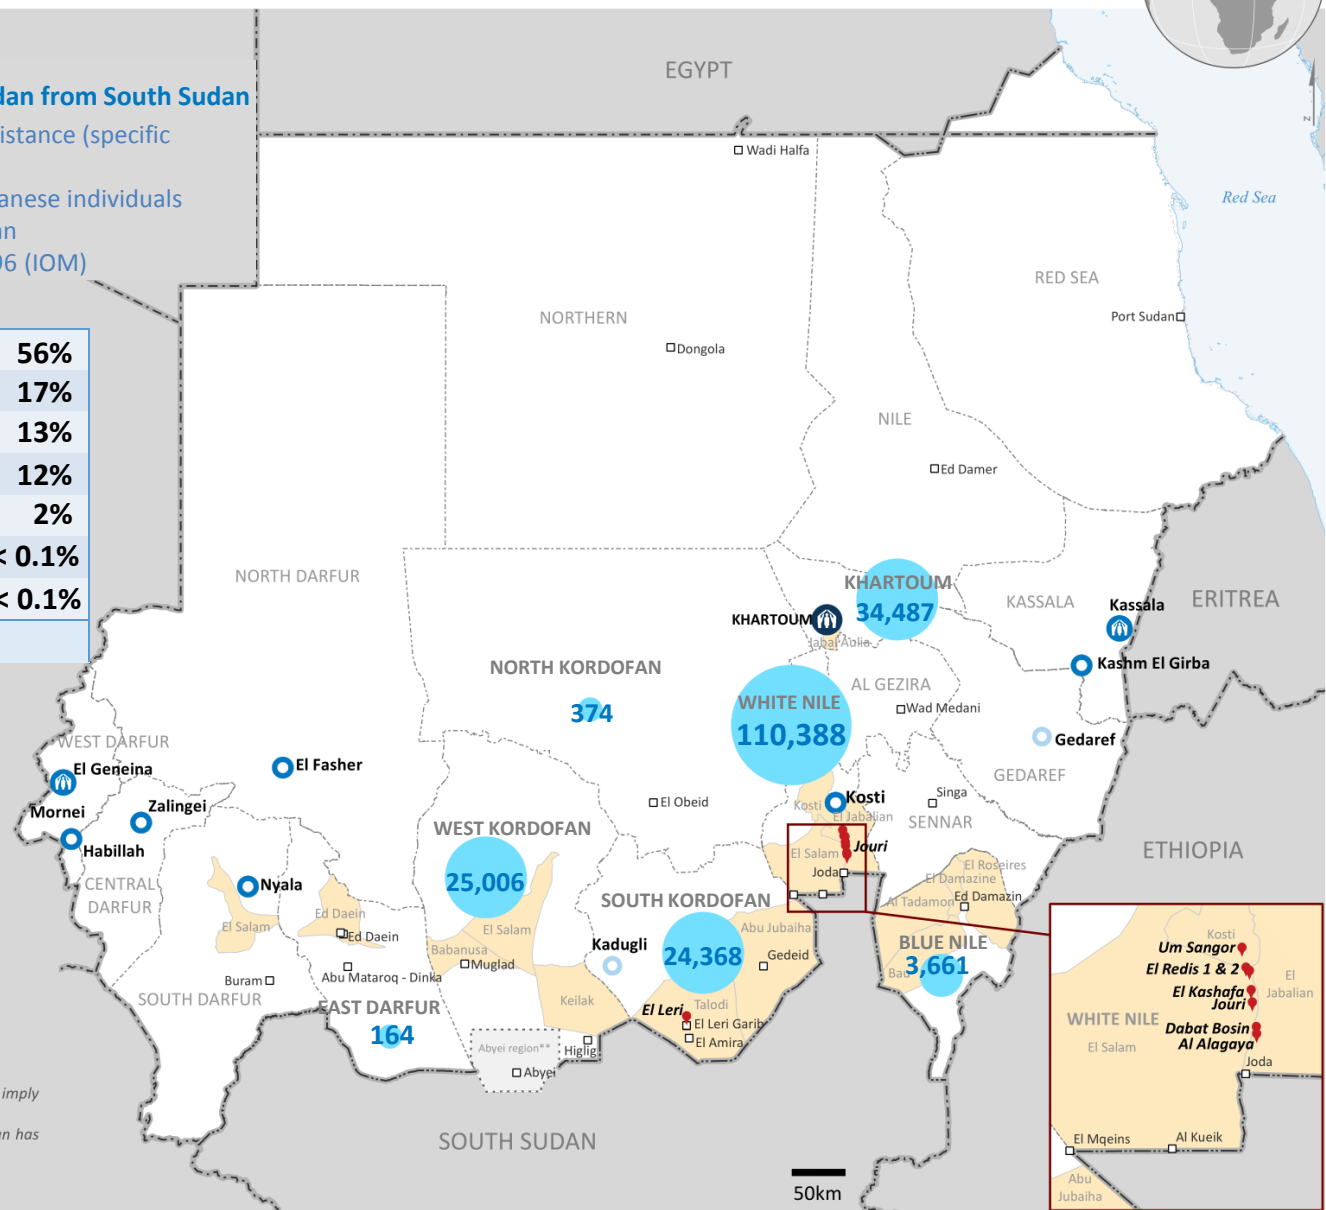 EGYPT
dan from South Sudan
istance (specific
anese individuals
an
96 (IOM)
56%
17%
13%
12%
2%
< 0.1%
< 0.1%
Wadi Halfa
Red Sea
RED SEA
Port Sudan
NORTHERN
Dongola
NILE
Ed Damer
NORTH DARFUR
KHARTOUM
34,487
KHARTOUM
Jabal Aulia
KASSALA
Kassala
ERITREA
Kashm El Girba
NORTH KORDOFAN
374
WHITE NILE
110,388
AL GEZIRA
Wad Medani
Gedaref
GEDAREF
WEST DARFUR
El Geneina
El Fasher
Mornei
Zalingei
Habillah
El Obeid
Kosti
Kosti
El Jabalian
Singa
SENNAR
WEST KORDOFAN
25,006
El Salam
Jouri
Joda
ETHIOPIA
CENTRAL
DARFUR
Nyala
El Salam
Ed Daein
Ed Daein
Abu Mataroq - Dinka
Buram
SOUTH DARFUR
EAST DARFUR
164
El Salam
Babanusa
Muglad
Keilak
Kadugli
SOUTH KORDOFAN
24,368
Abu Jubaiha
Gedeid
Talodi
El Leri
El Leri Garib
El Amira
Abyei region**
Higlig
Abyei
El Roseires
El Damazine
Al Tadamon
Ed Damazin
BLUE NILE
3,661
SOUTH SUDAN
50km
Kosti
Um Sangor
El Redis 1 & 2
El Kashafa
Jouri
El
Jabalian
WHITE NILE
El Salam
Dabat Bosin
Al Alagaya
Joda
El Mqeins
Al Kueik
Abu
Jubaiha
imply
an has
N